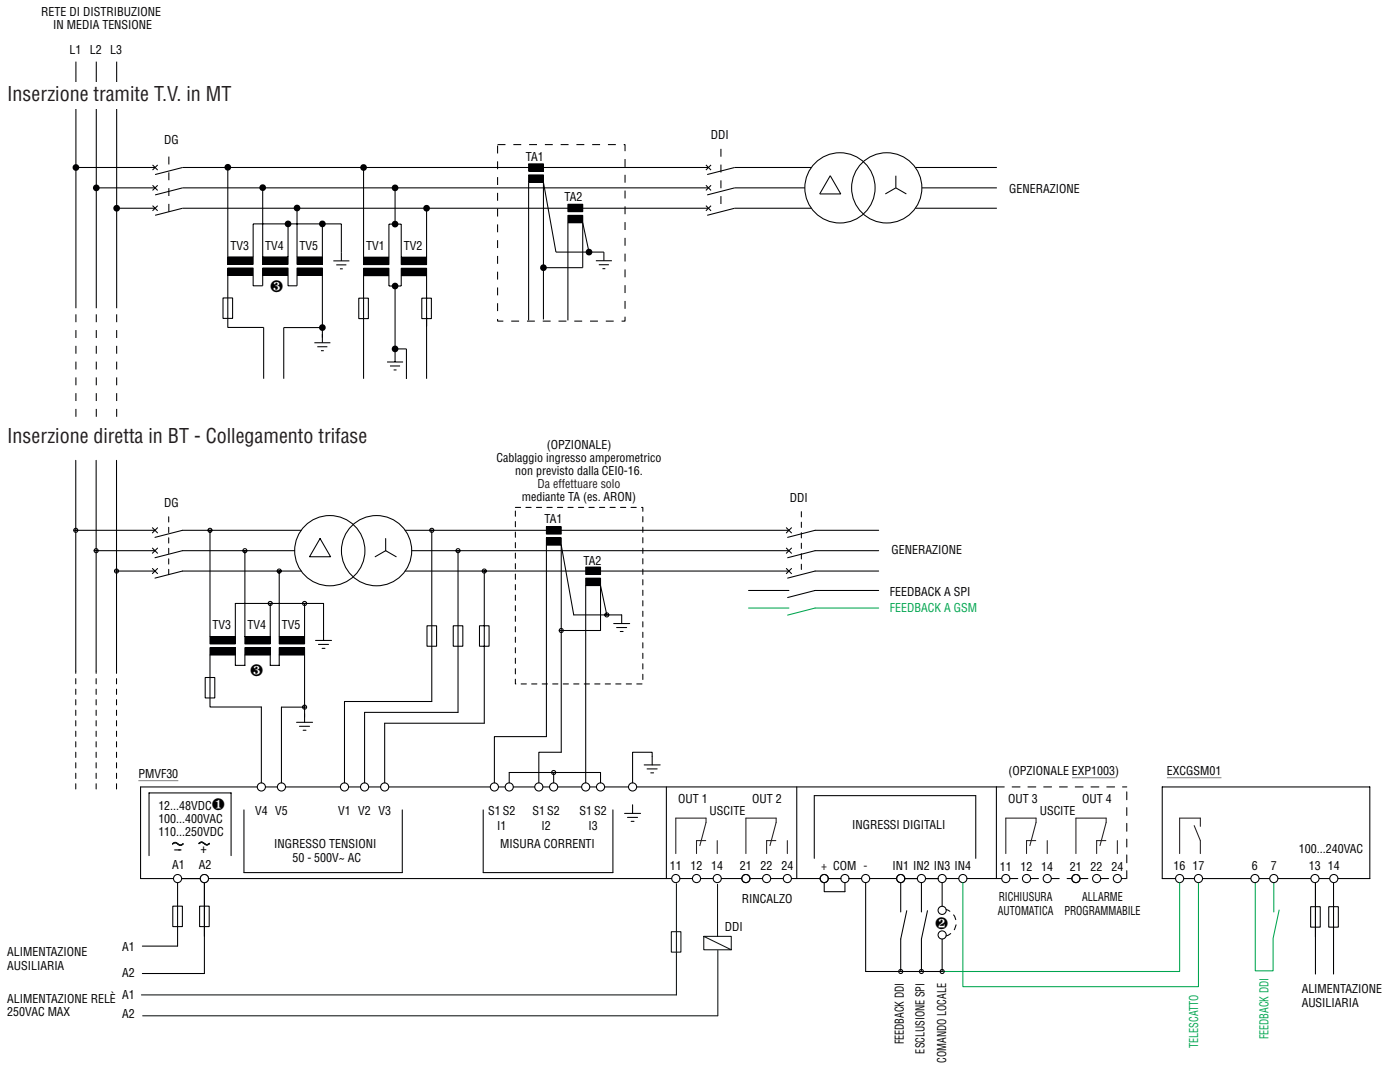 RETE DI DISTRIBUZIONE
IN MEDIA TENSIONE
L1 L2 L3
Inserzione tramite T.V. in MT
DG
DDI
TA1
TA2
GENERAZIONE
TV3 TV4 TV5
TV1 TV2
❸
Inserzione diretta in BT - Collegamento trifase
(OPZIONALE)
Cablaggio ingresso amperometrico
non previsto dalla CEI0-16.
Da effettuare solo
mediante TA (es. ARON)
DG
DDI
TA1
TA2
GENERAZIONE
FEEDBACK A SPI
FEEDBACK A GSM
TV3 TV4 TV5
❸
PMVF30
(OPZIONALE EXP1003)
EXCGSM01
12...48VDC❶
100...400VAC
110...250VDC
~ ~
− +
A1 A2
V4 V5 V1 V2 V3
INGRESSO TENSIONI
50 - 500V~ AC
S1 S2 S1 S2 S1 S2
I1 I2 I3
MISURA CORRENTI
OUT 1 OUT 2
USCITE
11 12 14 21 22 24
RINCALZO
INGRESSI DIGITALI
+ COM - IN1 IN2 IN3 IN4
OUT 3 OUT 4
USCITE
11 12 14 21 22 24
RICHIUSURA
AUTOMATICA
ALLARME
PROGRAMMABILE
100...240VAC
16 17 6 7 13 14
❷
DDI
ALIMENTAZIONE
AUSILIARIA
A1
A2
ALIMENTAZIONE RELÈ
250VAC MAX
A1
A2
FEEDBACK DDI
ESCLUSIONE SPI
COMANDO LOCALE
TELESCATTO
FEEDBACK DDI
ALIMENTAZIONE
AUSILIARIA